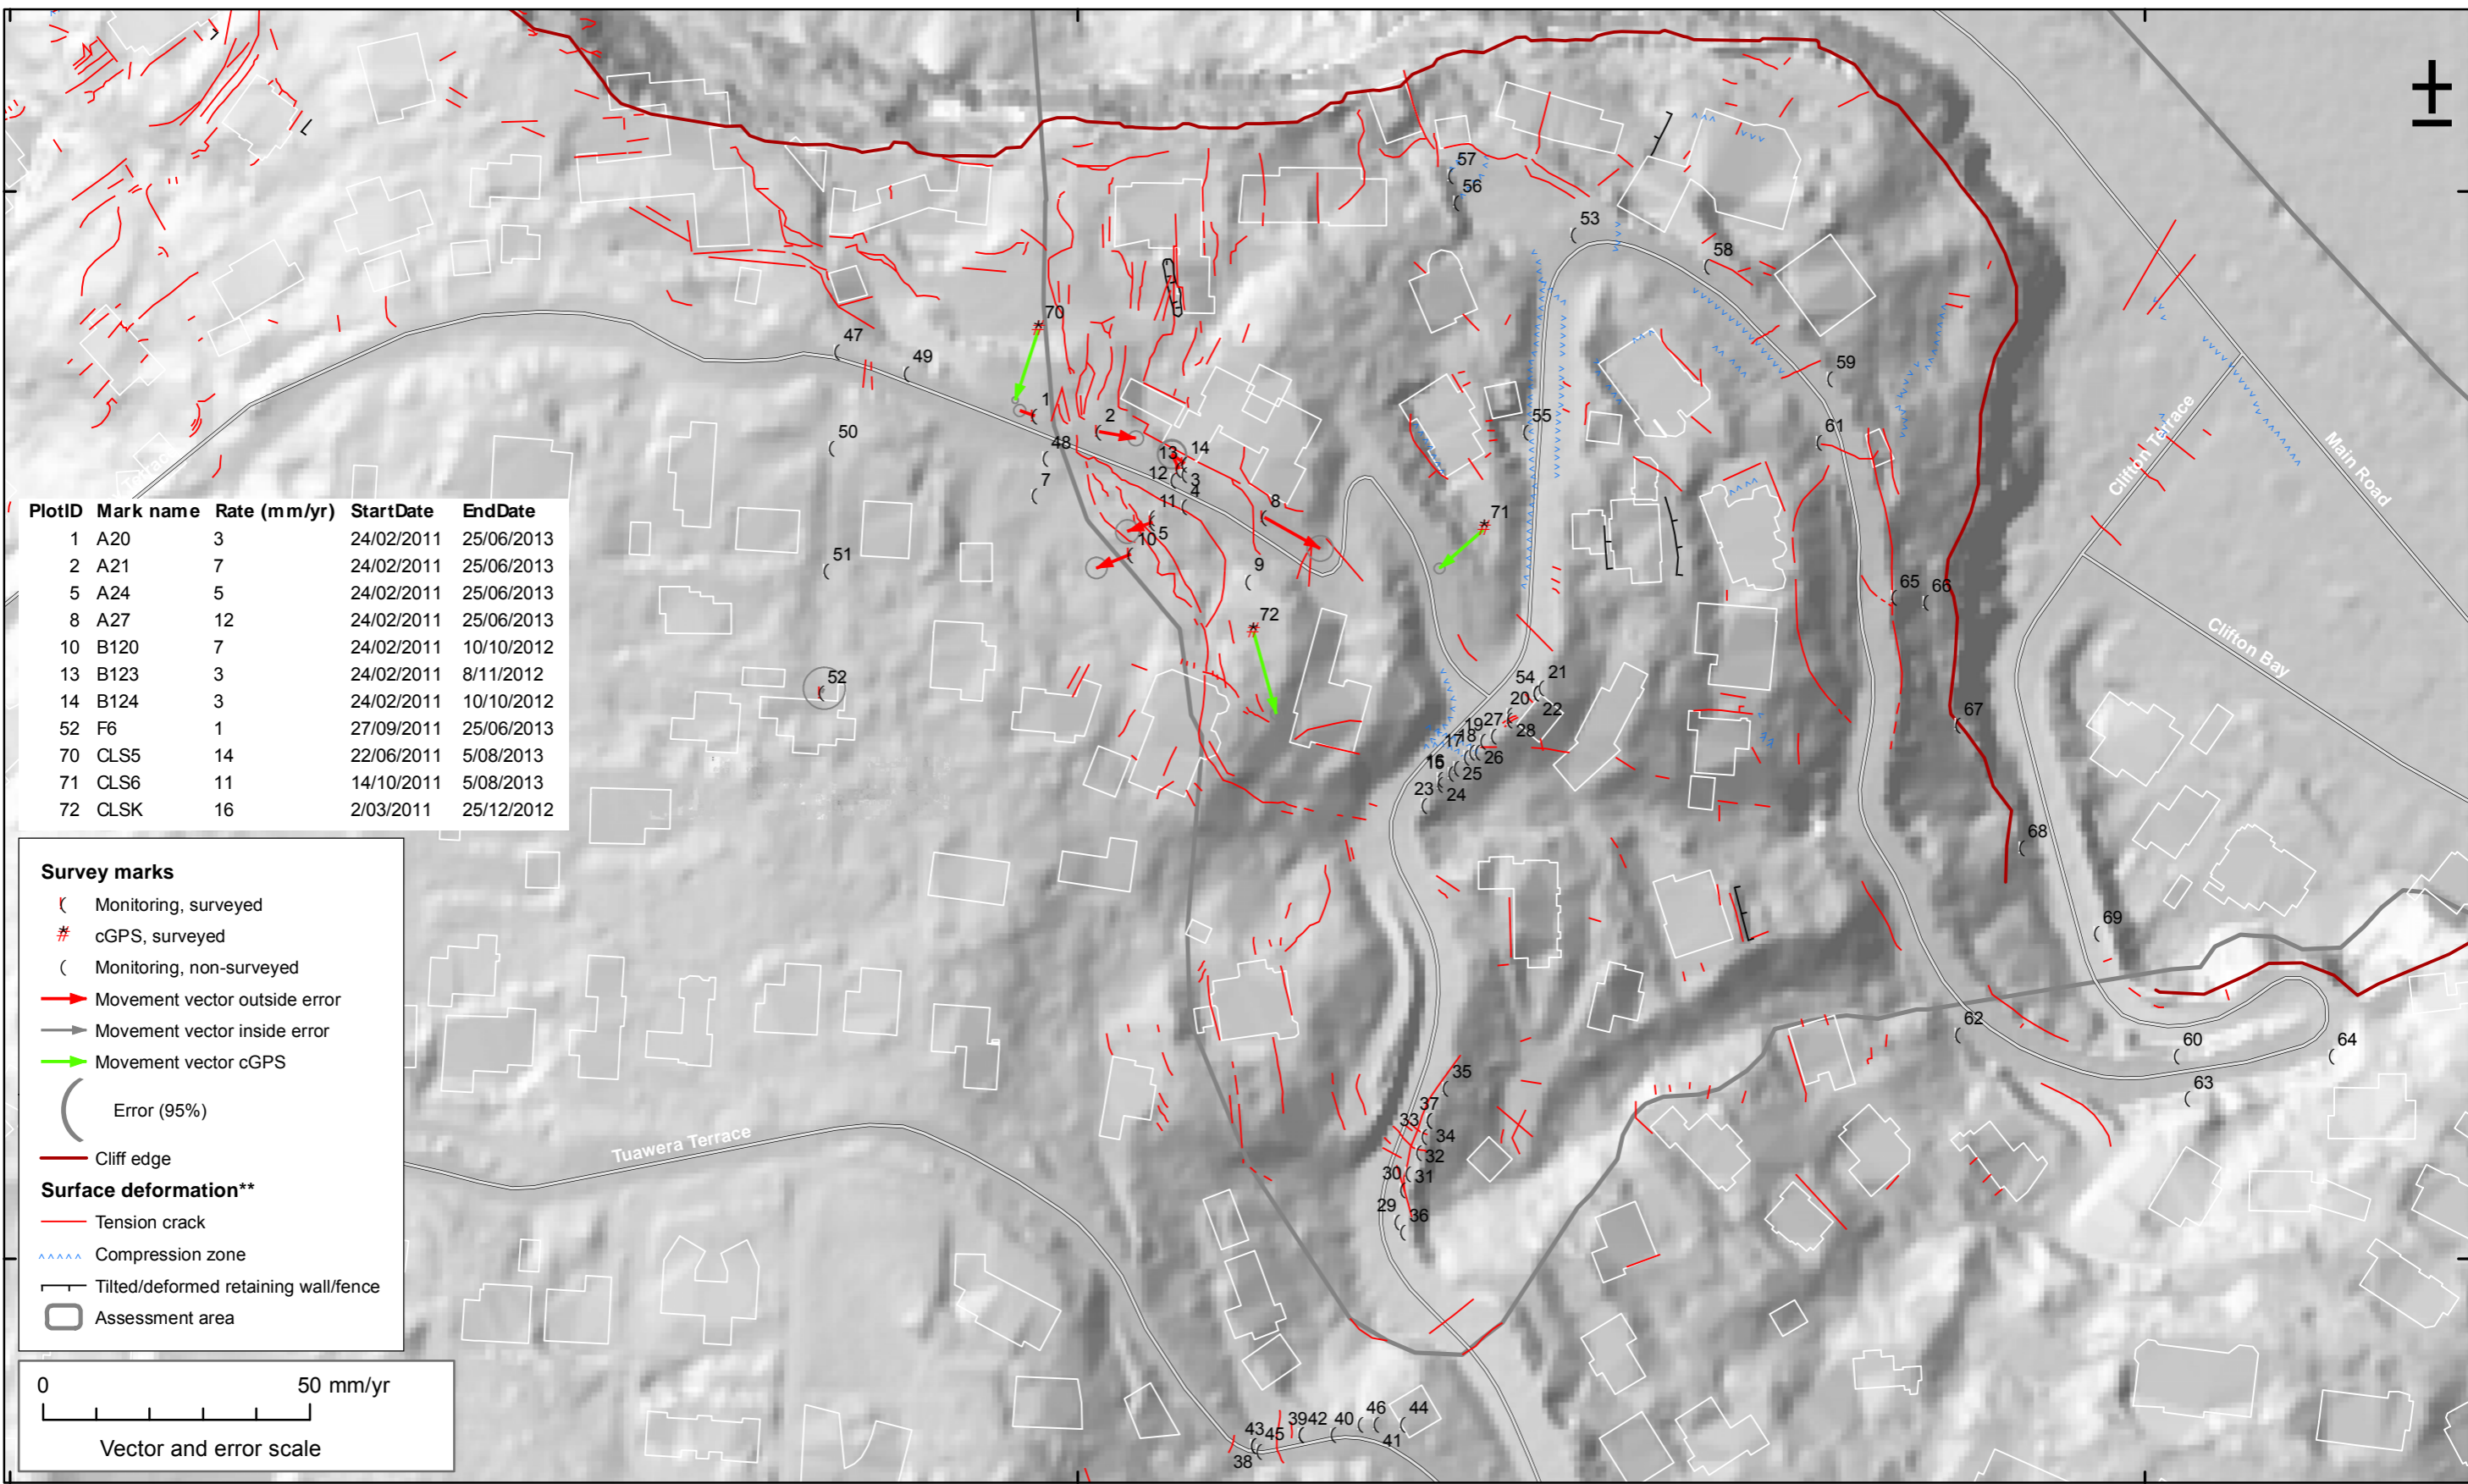 57
56
53
58
70
47
49
59
1
2
50
48
55
61
13
14
7
12
3
4
11
8
71
5
10
51
9
65
66
72
52
54
21
20
22
67
19
27
28
18
17
26
16
15
25
23
24
68
69
62
60
64
63
35
37
33
34
32
30
31
29
36
43
45
39
42
40
46
44
41
38
Terrace
Clifton Terrace
Main Road
Clifton Bay
Tuawera Terrace
PlotID Mark name Rate (mm/yr) StartDate EndDate
1 A20 3 24/02/2011 25/06/2013
2 A21 7 24/02/2011 25/06/2013
5 A24 5 24/02/2011 25/06/2013
8 A27 12 24/02/2011 25/06/2013
10 B120 7 24/02/2011 10/10/2012
13 B123 3 24/02/2011 8/11/2012
14 B124 3 24/02/2011 10/10/2012
52 F6 1 27/09/2011 25/06/2013
70 CLS5 14 22/06/2011 5/08/2013
71 CLS6 11 14/10/2011 5/08/2013
72 CLSK 16 2/03/2011 25/12/2012
Survey marks
Monitoring, surveyed
cGPS, surveyed
Monitoring, non-surveyed
Movement vector outside error
Movement vector inside error
Movement vector cGPS
Error (95%)
Cliff edge
Surface deformation**
Tension crack
Compression zone
Tilted/deformed retaining wall/fence
Assessment area
0 50 mm/yr
Vector and error scale